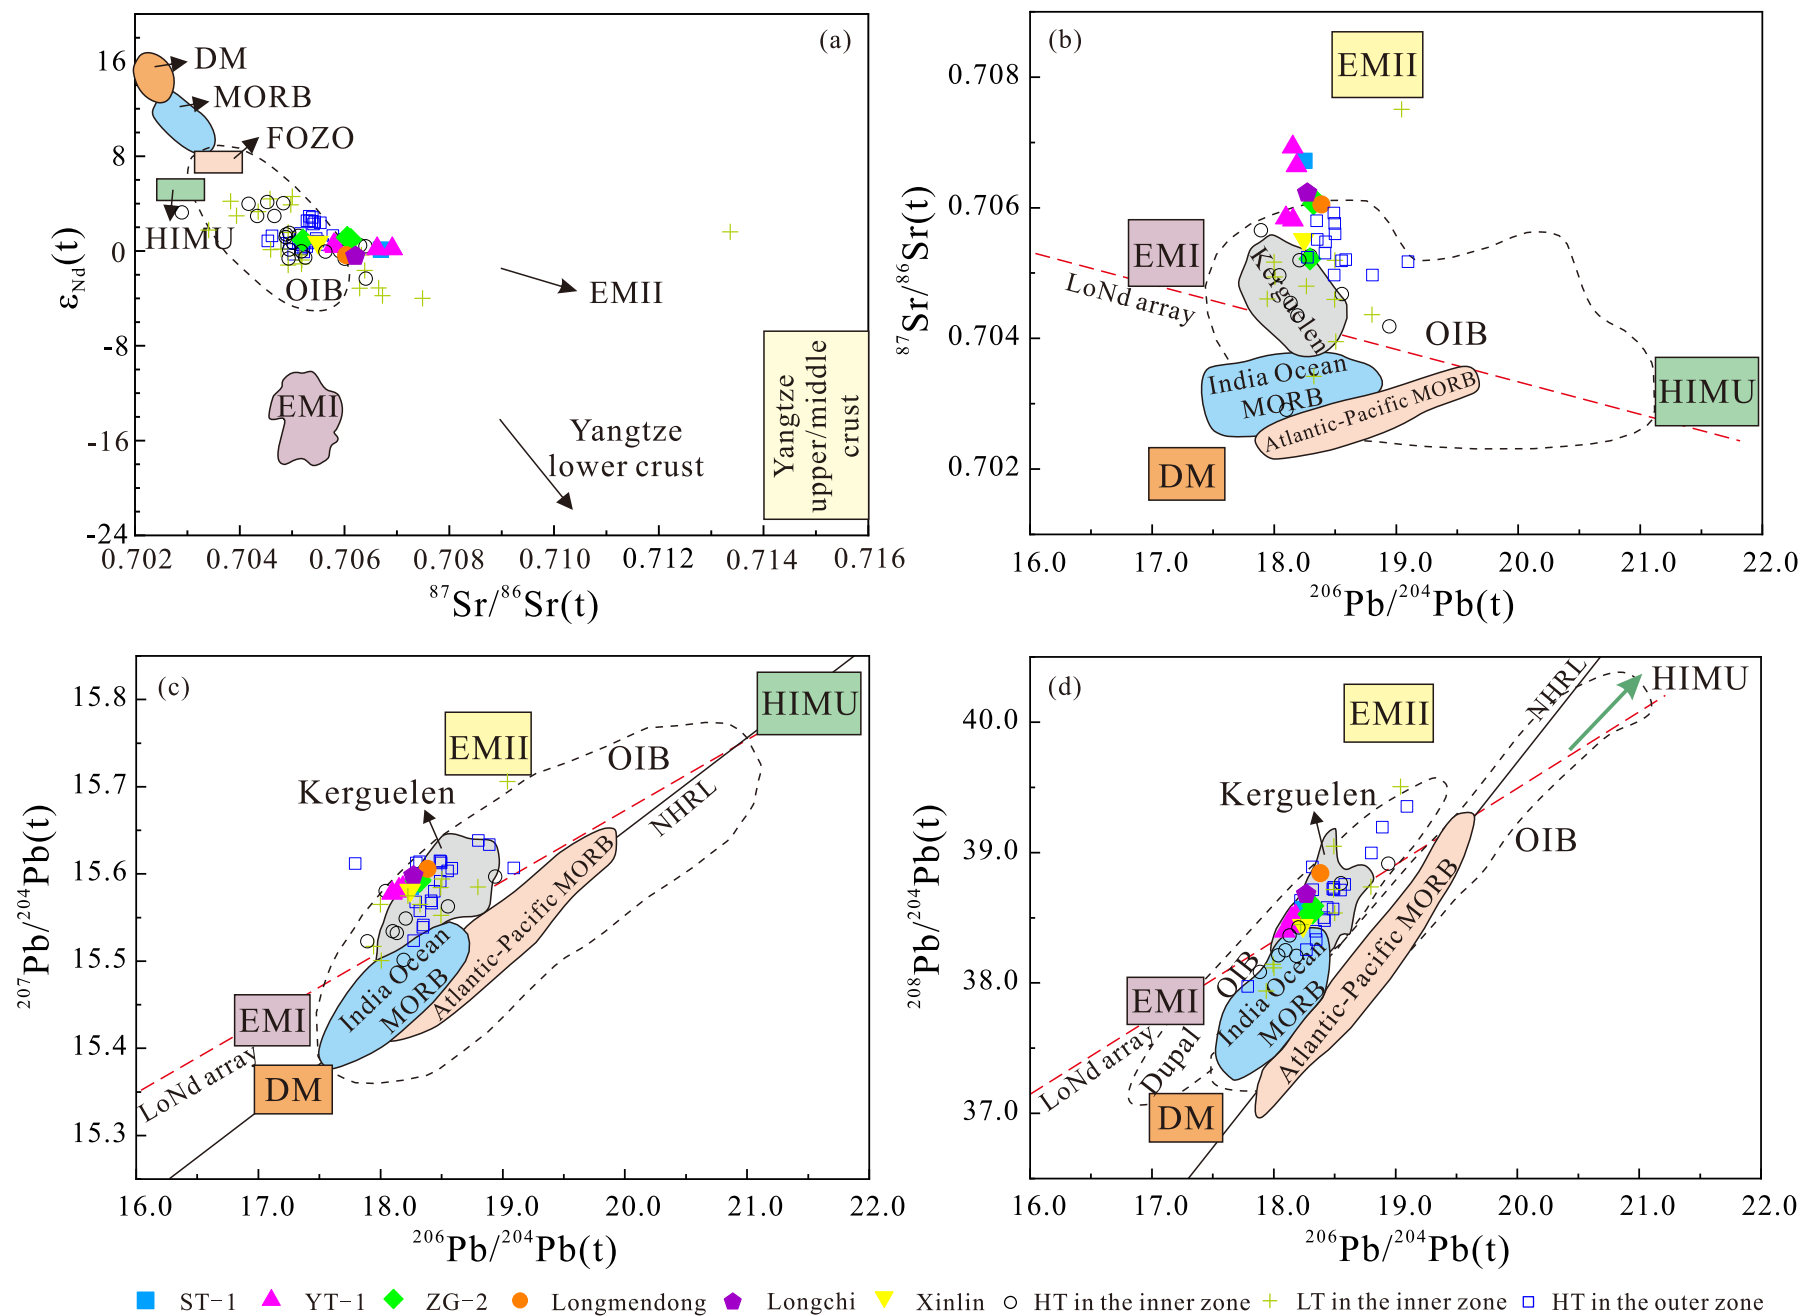 (a)
16
8
0
-8
-16
-24
εNd(t)
DM
MORB
FOZO
HIMU
OIB
EMII
EMI
Yangtze
lower crust
Yangtze
upper/middle
crust
0.702 0.704 0.706 0.708 0.710 0.712 0.714 0.716
⁸⁷Sr/⁸⁶Sr(t)
(b)
0.708
0.706
0.704
0.702
⁸⁷Sr/⁸⁶Sr(t)
EMII
EMI
LoNd array
Kerguelen
OIB
India Ocean
MORB
Atlantic-Pacific MORB
HIMU
DM
16.0 17.0 18.0 19.0 20.0 21.0 22.0
²⁰⁶Pb/²⁰⁴Pb(t)
(c)
15.8
15.7
15.6
15.5
15.4
15.3
²⁰⁷Pb/²⁰⁴Pb(t)
HIMU
EMII
OIB
Kerguelen
NHRL
India Ocean
MORB
Atlantic-Pacific MORB
EMI
LoNd array
DM
16.0 17.0 18.0 19.0 20.0 21.0 22.0
²⁰⁶Pb/²⁰⁴Pb(t)
(d)
40.0
39.0
38.0
37.0
²⁰⁸Pb/²⁰⁴Pb(t)
NHRL
HIMU
EMII
Kerguelen
OIB
OIB
EMI
India Ocean
MORB
Atlantic-Pacific MORB
Dupal
LoNd array
DM
16.0 17.0 18.0 19.0 20.0 21.0 22.0
²⁰⁶Pb/²⁰⁴Pb(t)
ST-1 YT-1 ZG-2 Longmendong Longchi Xinlin HT in the inner zone LT in the inner zone HT in the outer zone